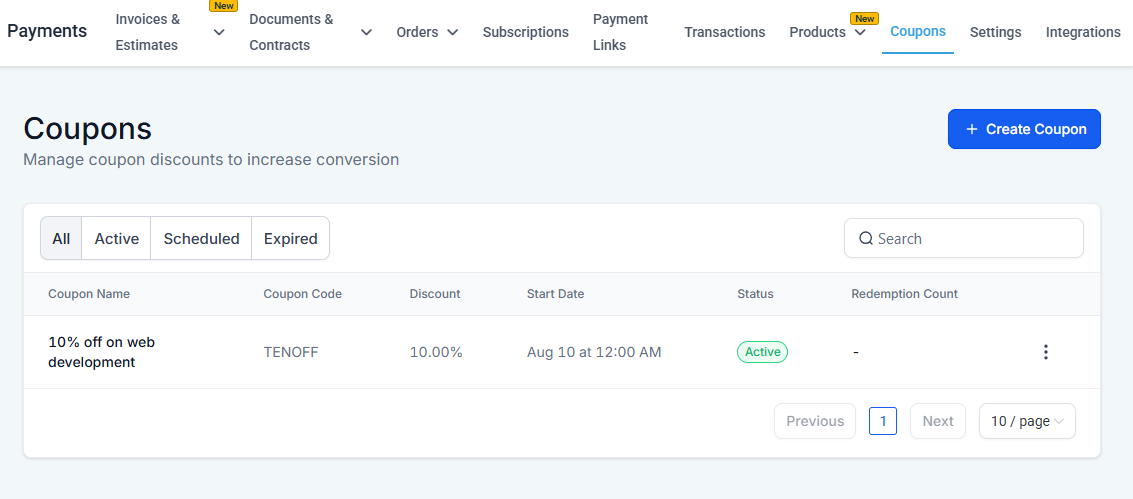 Payments
Invoices &
Estimates
New
Documents &
Contracts
Orders
Subscriptions
Payment
Links
Transactions
Products
New
Coupons
Settings
Integrations
Coupons
Manage coupon discounts to increase conversion
+ Create Coupon
All Active Scheduled Expired
Search
Coupon Name Coupon Code Discount Start Date Status Redemption Count
10% off on web
development
TENOFF 10.00% Aug 10 at 12:00 AM Active -
Previous 1 Next 10 / page